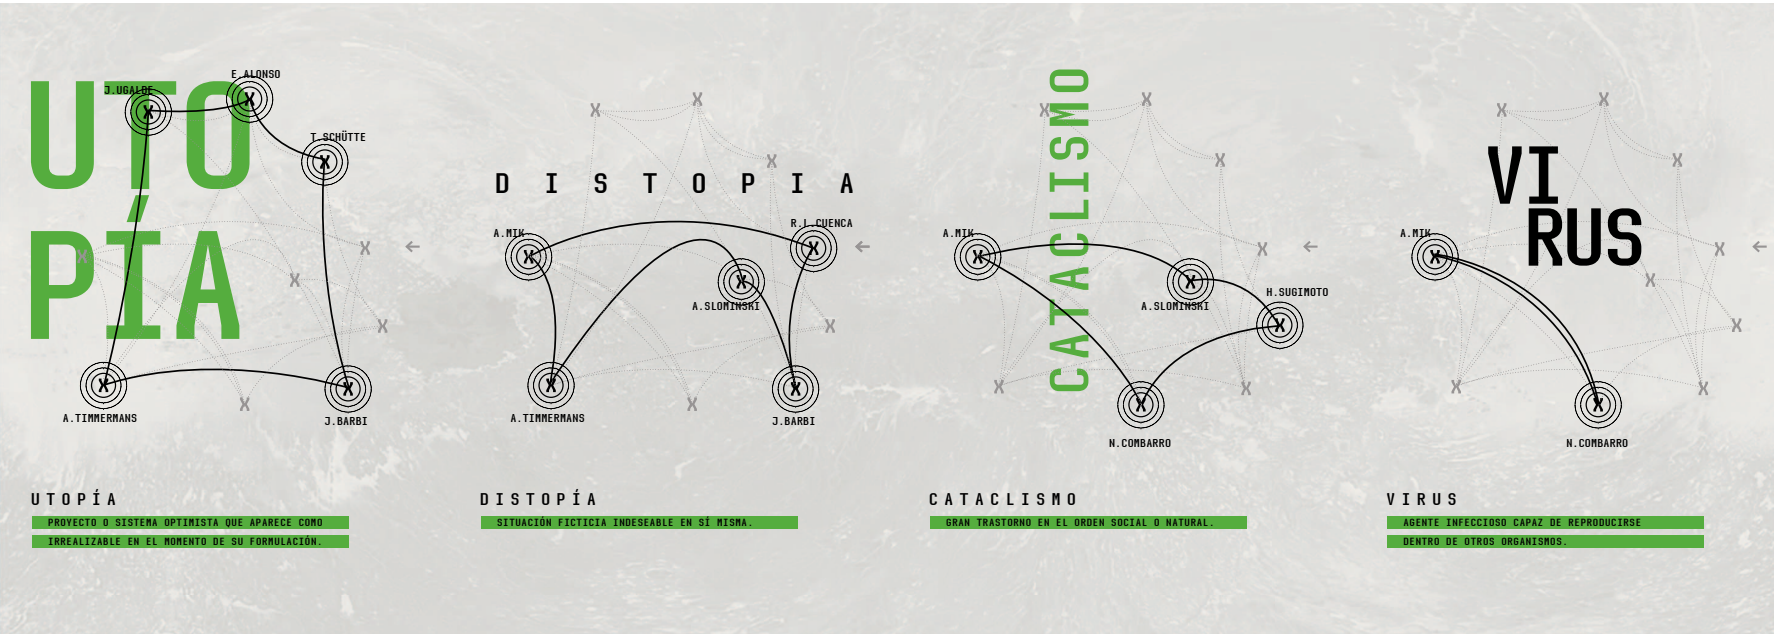 E.ALONSO
J.UGALDE
UTO
PÍA
T.SCHÜTTE
A.TIMMERMANS
J.BARBI
UTOPÍA
PROYECTO O SISTEMA OPTIMISTA QUE APARECE COMO
IRREALIZABLE EN EL MOMENTO DE SU FORMULACIÓN.
DISTOPIA
A.MIK
R.L.CUENCA
A.SLOMINSKI
A.TIMMERMANS
J.BARBI
DISTOPÍA
SITUACIÓN FICTICIA INDESEABLE EN SÍ MISMA.
CATACLISMO
A.MIK
A.SLOMINSKI
H.SUGIMOTO
N.COMBARRO
CATACLISMO
GRAN TRASTORNO EN EL ORDEN SOCIAL O NATURAL.
VI
RUS
A.MIK
N.COMBARRO
VIRUS
AGENTE INFECCIOSO CAPAZ DE REPRODUCIRSE
DENTRO DE OTROS ORGANISMOS.